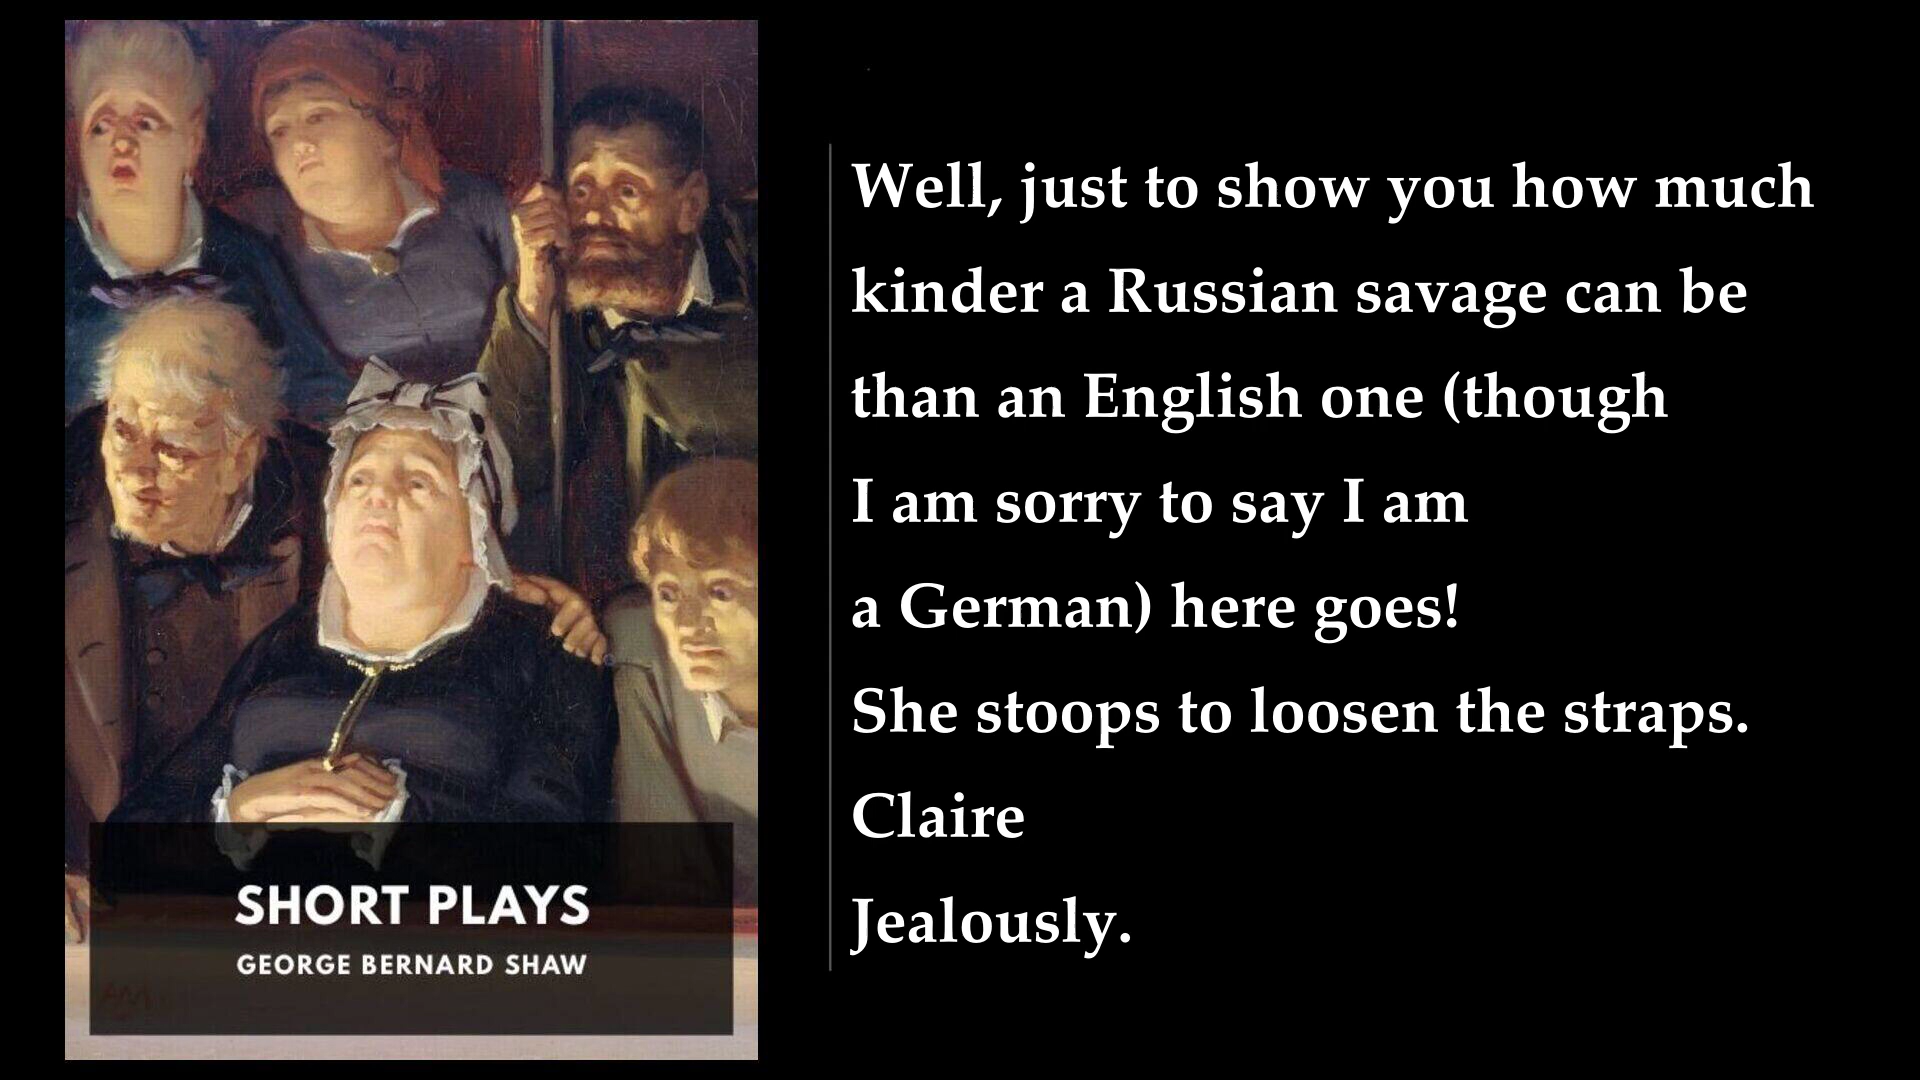 SHORT PLAYS
GEORGE BERNARD SHAW
Well, just to show you how much
kinder a Russian savage can be
than an English one (though
I am sorry to say I am
a German) here goes!
She stoops to loosen the straps.
Claire
Jealously.